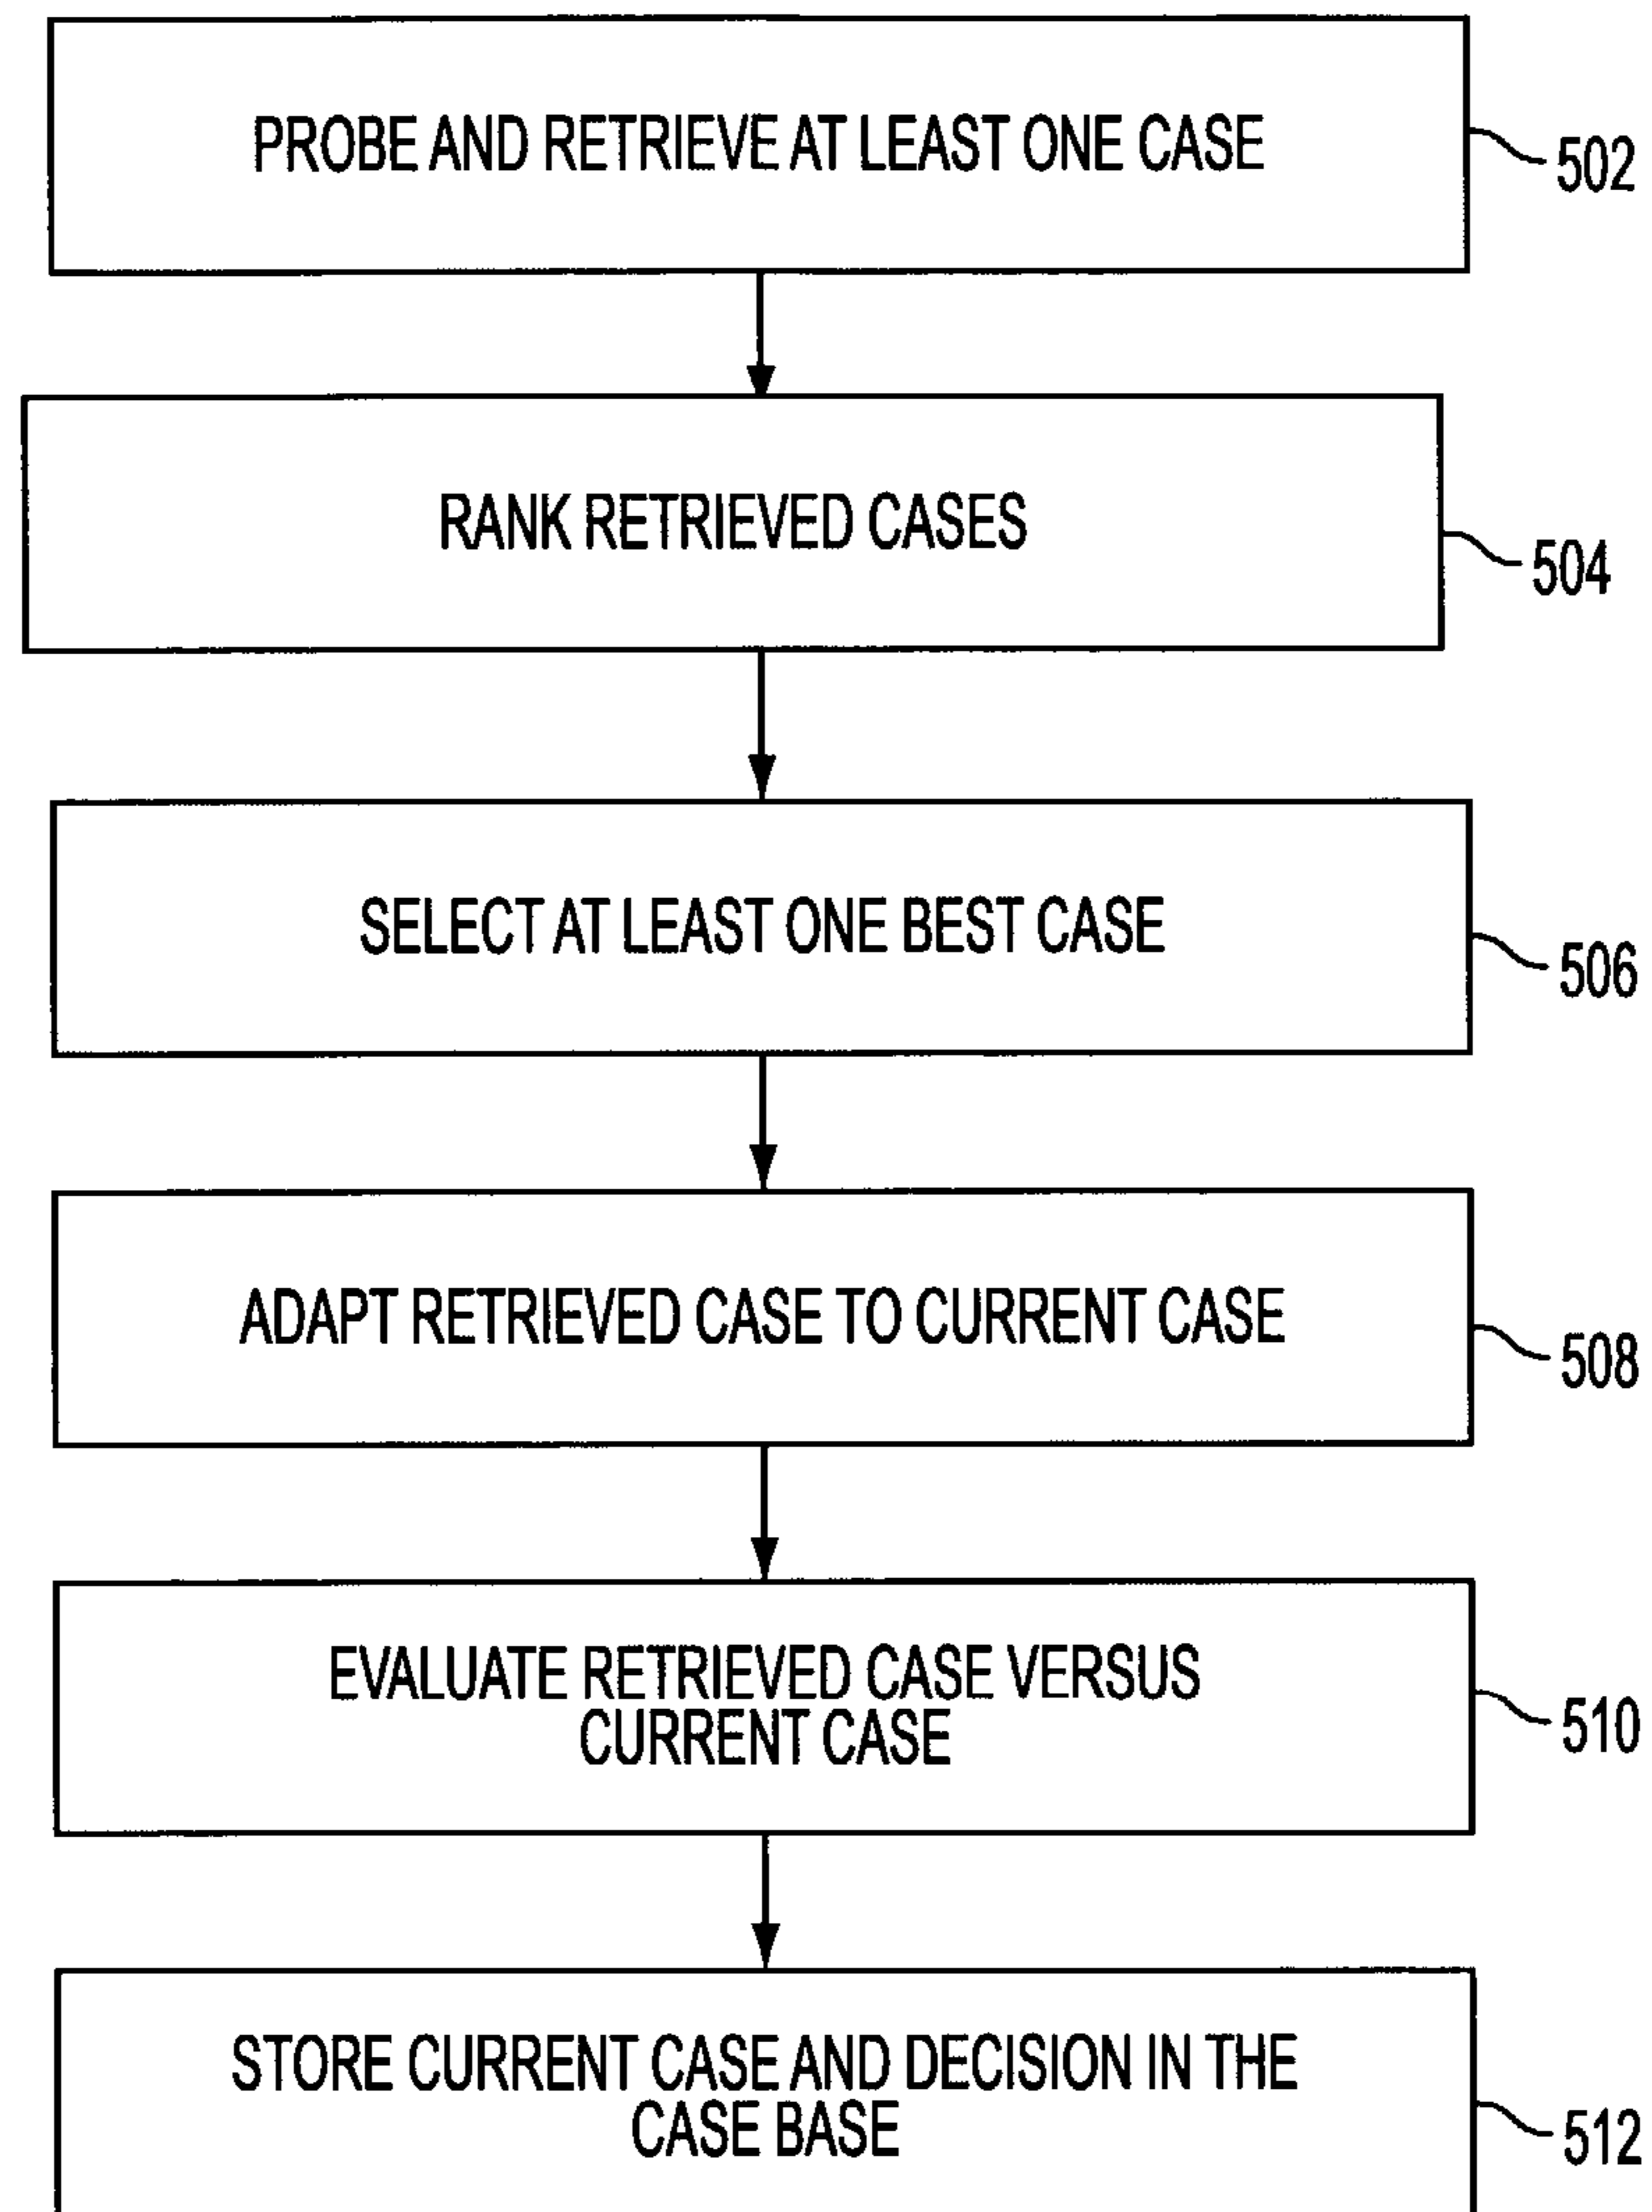 PROBE AND RETRIEVE AT LEAST ONE CASE
502
RANK RETRIEVED CASES
504
SELECT AT LEAST ONE BEST CASE
506
ADAPT RETRIEVED CASE TO CURRENT CASE
508
EVALUATE RETRIEVED CASE VERSUS
CURRENT CASE
510
STORE CURRENT CASE AND DECISION IN THE
CASE BASE
512